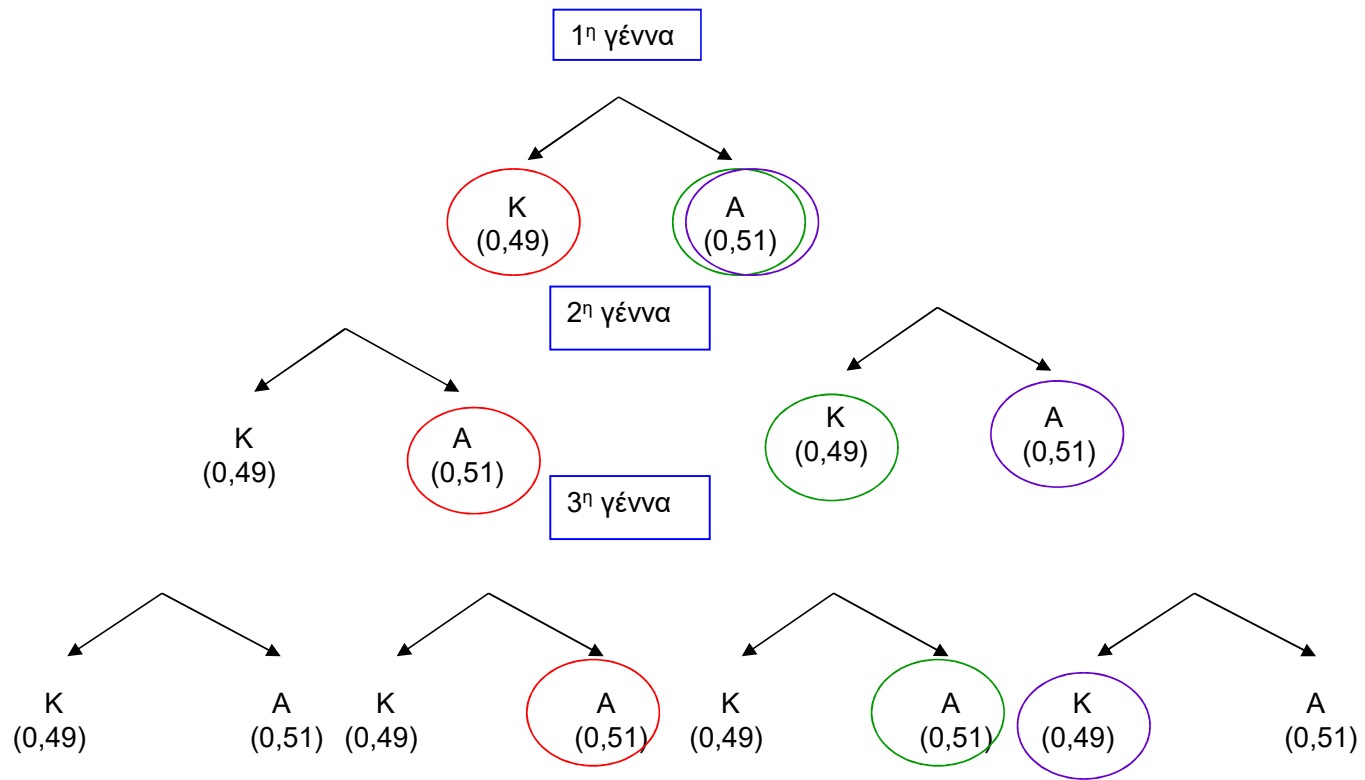 1η γέννα
Κ Α
(0,49) (0,51)
2η γέννα
Κ Α Κ Α
(0,49) (0,51) (0,49) (0,51)
3η γέννα
Κ Α Κ Α Κ Α Κ Α
(0,49) (0,51) (0,49) (0,51) (0,49) (0,51) (0,49) (0,51)